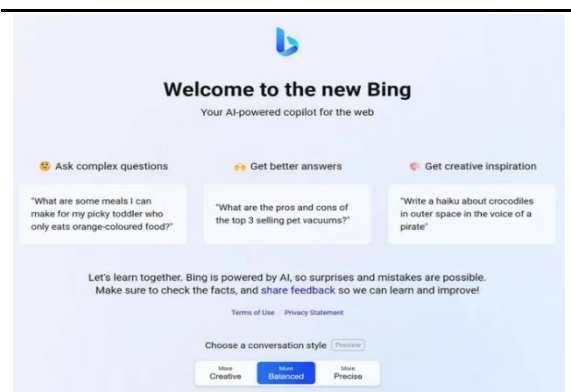 Welcome to the new Bing
Your AI-powered copilot for the web
Ask complex questions
Get better answers
Get creative inspiration
"What are some meals I can
make for my picky toddler who
only eats orange-coloured food?"
"What are the pros and cons of
the top 3 selling pet vacuums?"
"Write a haiku about crocodiles
in outer space in the voice of a
pirate"
Let's learn together. Bing is powered by AI, so surprises and mistakes are possible.
Make sure to check the facts, and share feedback so we can learn and improve!
Terms of Use Privacy Statement
Choose a conversation style Preview
More More More
Creative Balanced Precise